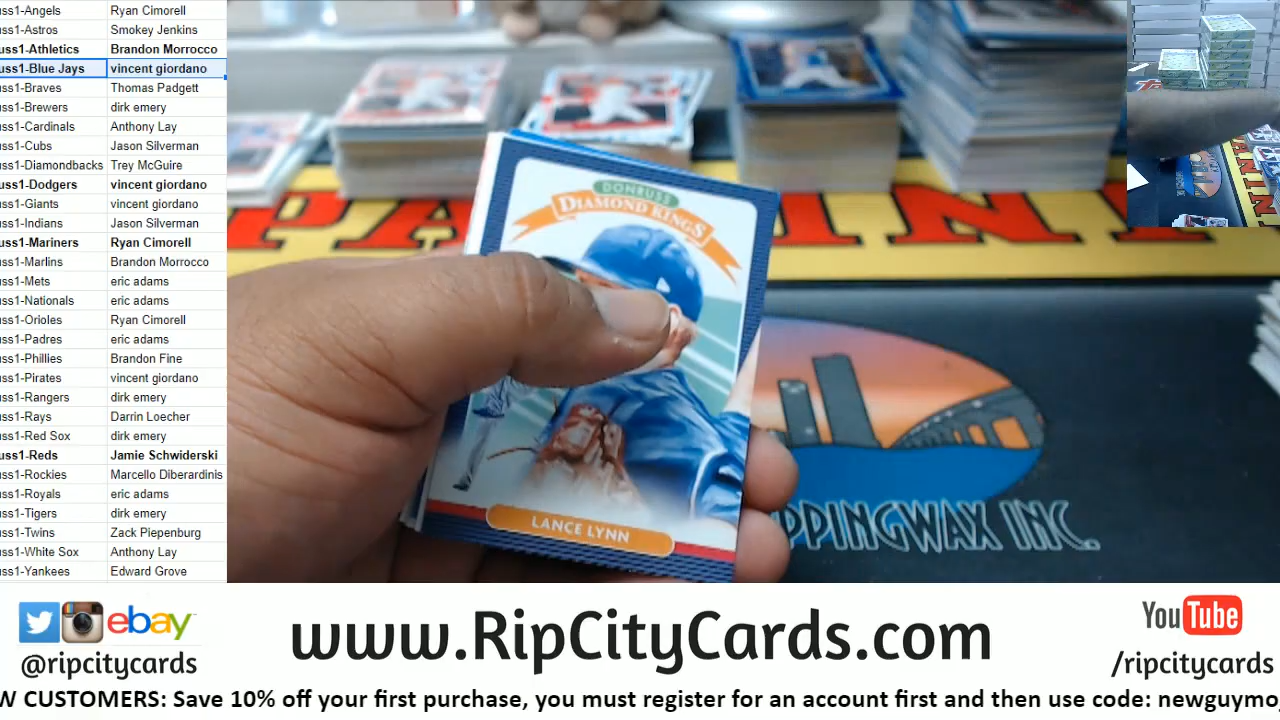 uss1-Angels Ryan Cimorell
uss1-Astros Smokey Jenkins
uss1-Athletics Brandon Morrocco
uss1-Blue Jays vincent giordano
uss1-Braves Thomas Padgett
uss1-Brewers dirk emery
uss1-Cardinals Anthony Lay
uss1-Cubs Jason Silverman
uss1-Diamondbacks Trey McGuire
uss1-Dodgers vincent giordano
uss1-Giants vincent giordano
uss1-Indians Jason Silverman
uss1-Mariners Ryan Cimorell
uss1-Marlins Brandon Morrocco
uss1-Mets eric adams
uss1-Nationals eric adams
uss1-Orioles Ryan Cimorell
uss1-Padres eric adams
uss1-Phillies Brandon Fine
uss1-Pirates vincent giordano
uss1-Rangers dirk emery
uss1-Rays Darrin Loecher
uss1-Red Sox dirk emery
uss1-Reds Jamie Schwiderski
uss1-Rockies Marcello Diberardinis
uss1-Royals eric adams
uss1-Tigers dirk emery
uss1-Twins Zack Piepenburg
uss1-White Sox Anthony Lay
uss1-Yankees Edward Grove
PANINI
DONRUSS
DIAMOND KINGS
LANCE LYNN
PPINGWAX INC.
ebay
@ripcitycards
www.RipCityCards.com
YouTube
/ripcitycards
W CUSTOMERS: Save 10% off your first purchase, you must register for an account first and then use code: newguymo